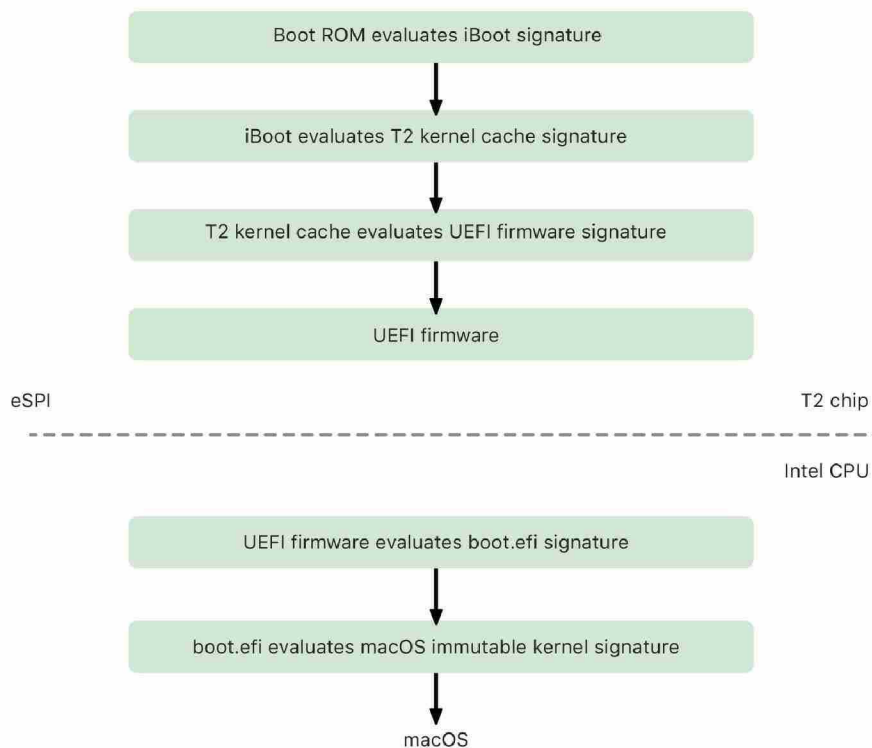 Boot ROM evaluates iBoot signature
iBoot evaluates T2 kernel cache signature
T2 kernel cache evaluates UEFI firmware signature
UEFI firmware
eSPI
T2 chip
Intel CPU
UEFI firmware evaluates boot.efi signature
boot.efi evaluates macOS immutable kernel signature
macOS